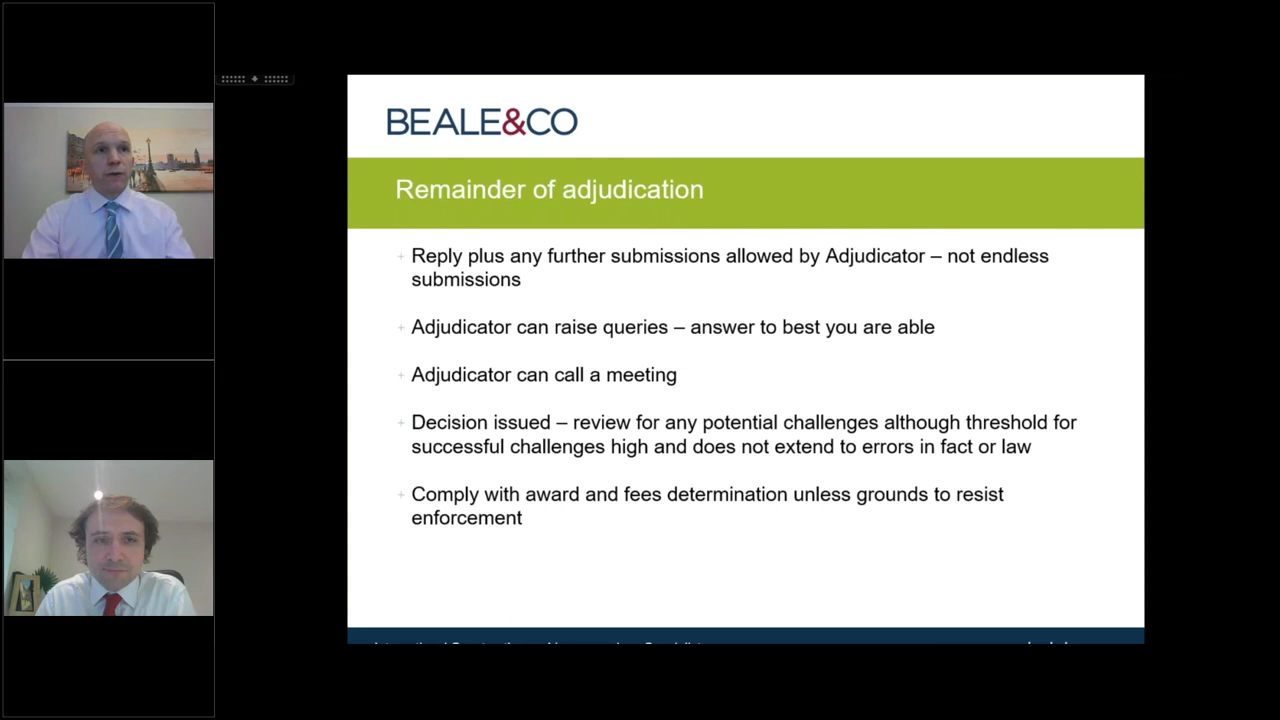 BEALE&CO
Remainder of adjudication
Reply plus any further submissions allowed by Adjudicator – not endless
submissions
Adjudicator can raise queries – answer to best you are able
Adjudicator can call a meeting
Decision issued – review for any potential challenges although threshold for
successful challenges high and does not extend to errors in fact or law
Comply with award and fees determination unless grounds to resist
enforcement